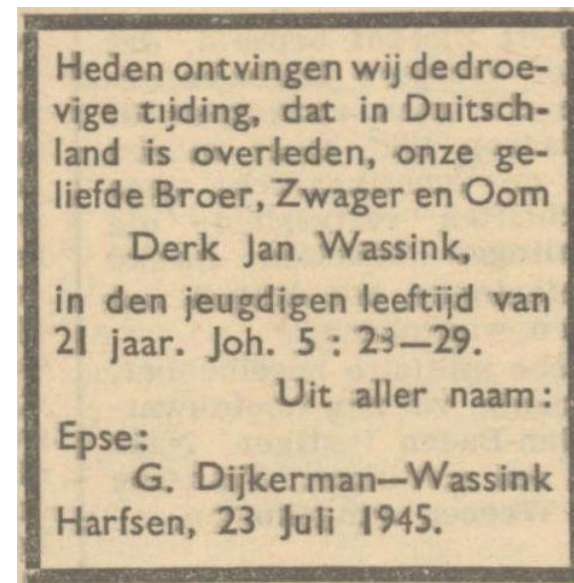 Heden ontvingen wij de droe-
vige tijding, dat in Duitsch-
land is overleden, onze ge-
liefde Broer, Zwager en Oom
Derk Jan Wassink,
in den jeugdigen leeftijd van
21 jaar. Joh. 5 : 23—29.
Uit aller naam:
Epse:
G. Dijkerman—Wassink
Harfsen, 23 Juli 1945.